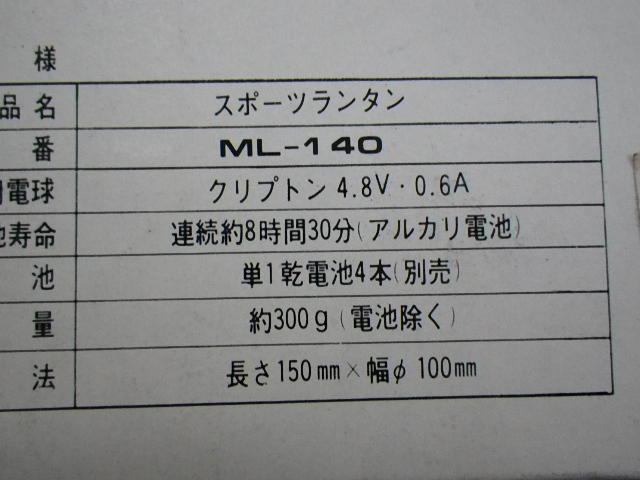 様
品名 スポーツランタン
番 ML-140
電球 クリプトン 4.8V・0.6A
寿命 連続約8時間30分(アルカリ電池)
池 単1乾電池4本(別売)
量 約300g(電池除く)
法 長さ150mm×幅φ100mm